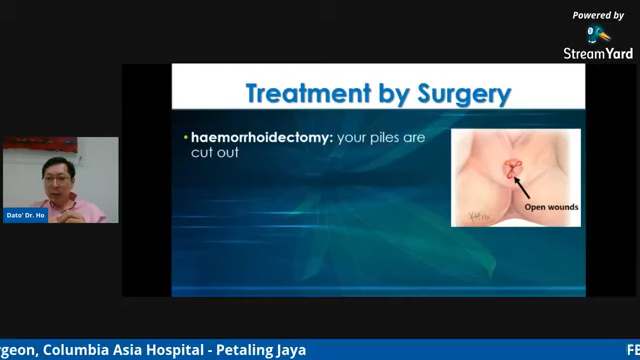 Powered by
StreamYard
Treatment by Surgery
• haemorrhoidectomy: your piles are
cut out
Open wounds
Dato' Dr. Ho
rgeon, Columbia Asia Hospital - Petaling Jaya
FE